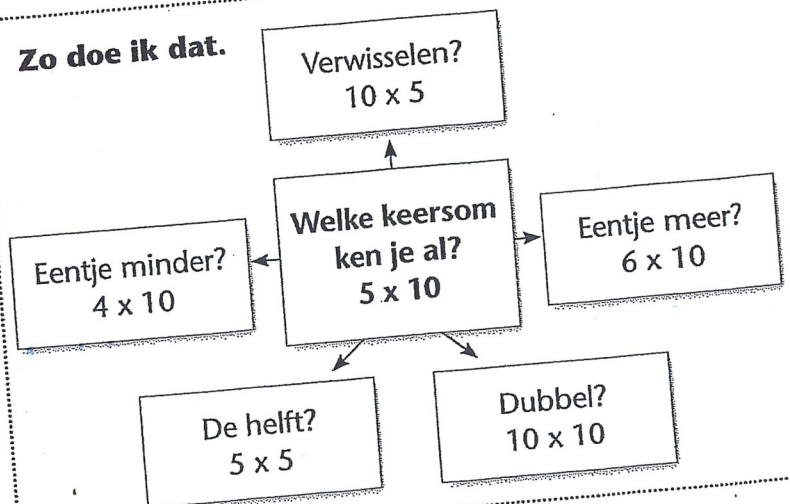 Zo doe ik dat.
Verwisselen?
10 x 5
Welke keersom
ken je al?
5 x 10
Eentje minder?
4 x 10
Eentje meer?
6 x 10
De helft?
5 x 5
Dubbel?
10 x 10